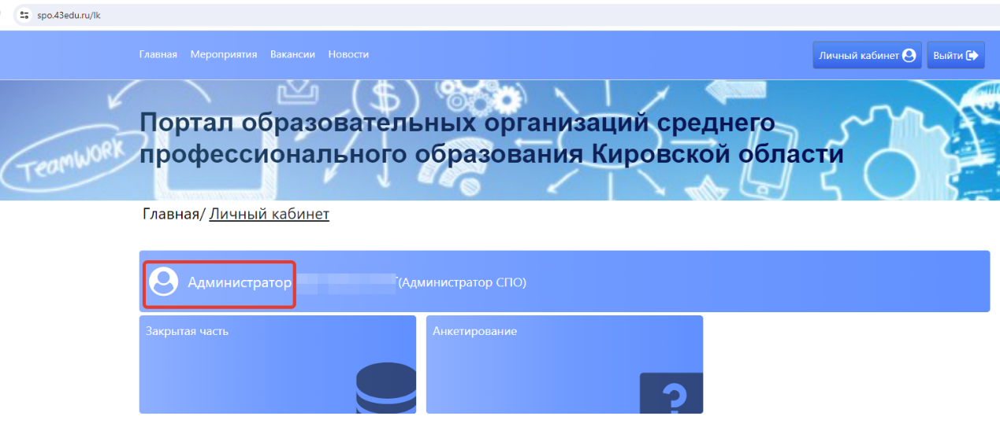 spo.43edu.ru/lk
Главная Мероприятия Вакансии Новости
Личный кабинет Выйти
Портал образовательных организаций среднего
профессионального образования Кировской области
TEAMWORK
Главная/ Личный кабинет
Администратор (Администратор СПО)
Закрытая часть Анкетирование